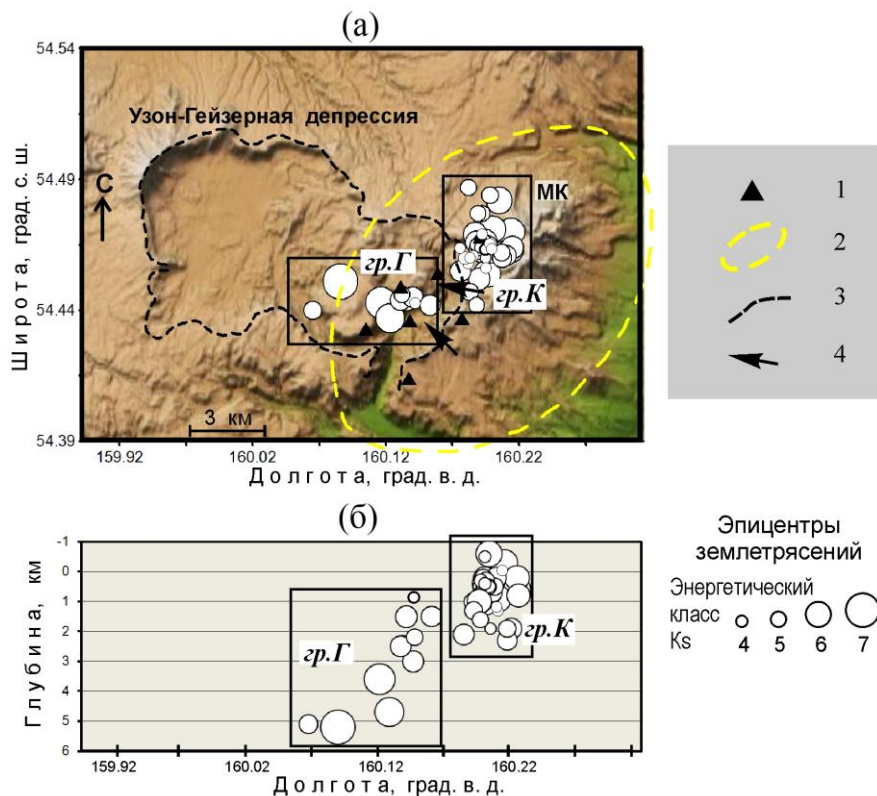 (а)
54.54
54.49
54.44
54.39
Широта, град. с. ш.
Узон-Гейзерная депрессия
С
МК
гр.Г
гр.К
3 км
159.92 160.02 160.12 160.22
Долгота, град. в. д.
1
2
3
4
(б)
-1
0
1
2
3
4
5
6
Глубина, км
гр.Г
гр.К
159.92 160.02 160.12 160.22
Долгота, град. в. д.
Эпицентры
землетрясений
Энергетический
класс
Ks 4 5 6 7